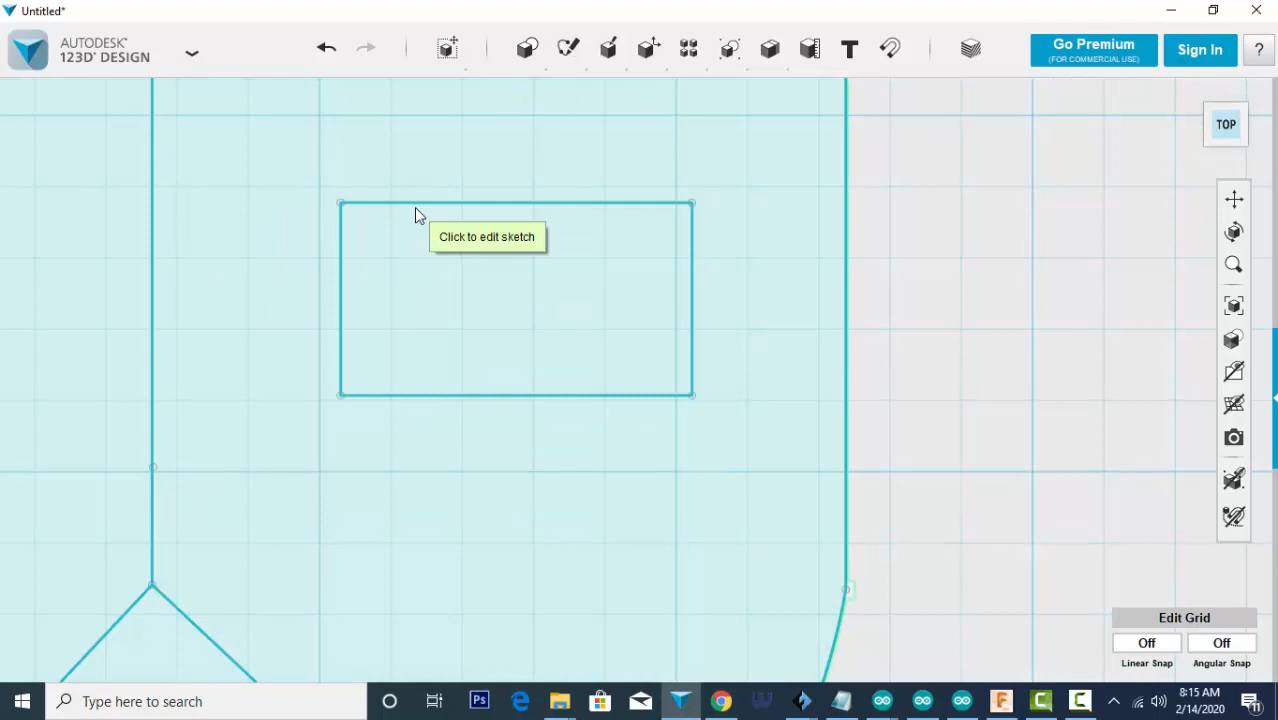 Untitled*
AUTODESK®
123D® DESIGN
Go Premium
(FOR COMMERCIAL USE)
Sign In
?
TOP
Click to edit sketch
Edit Grid
Off Off
Linear Snap Angular Snap
Type here to search
Ps
8:15 AM
2/14/2020
11